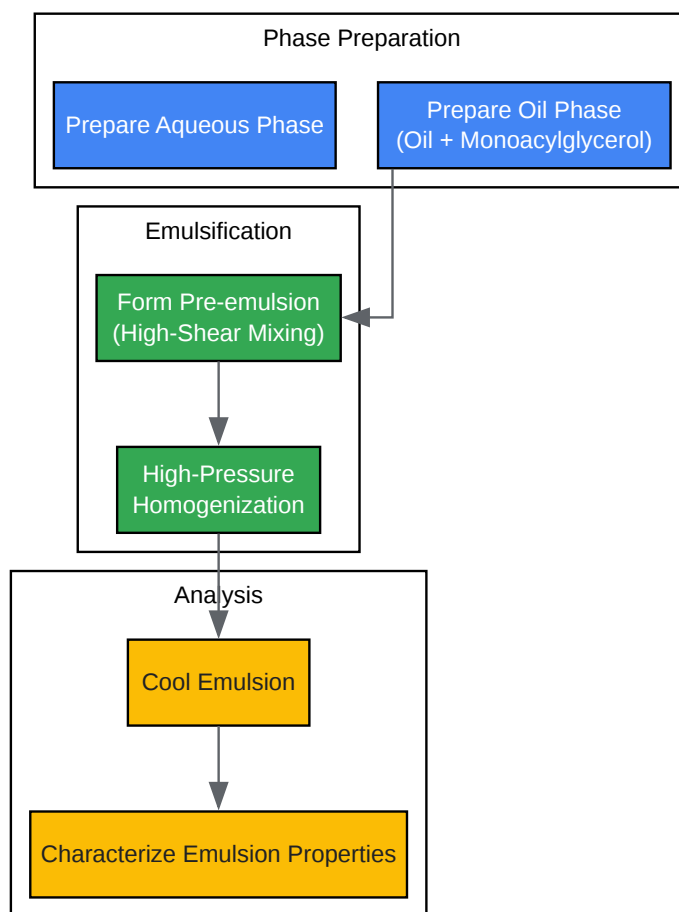 Phase Preparation
Prepare Aqueous Phase
Prepare Oil Phase
(Oil + Monoacylglycerol)
Emulsification
Form Pre-emulsion
(High-Shear Mixing)
High-Pressure
Homogenization
Analysis
Cool Emulsion
Characterize Emulsion Properties